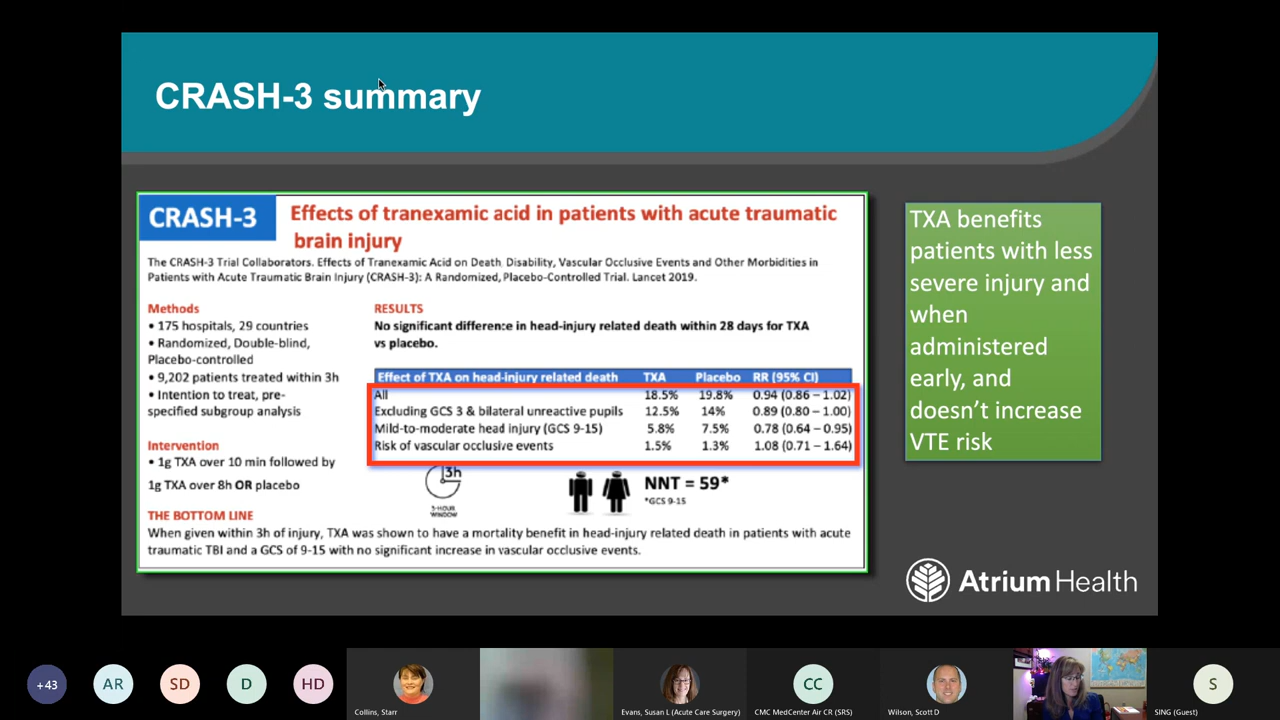 CRASH-3 summary
CRASH-3
Effects of tranexamic acid in patients with acute traumatic
brain injury
The CRASH-3 Trial Collaborators. Effects of Tranexamic Acid on Death, Disability, Vascular Occlusive Events and Other Morbidities in
Patients with Acute Traumatic Brain Injury (CRASH-3): A Randomized, Placebo-Controlled Trial. Lancet 2019.
Methods
• 175 hospitals, 29 countries
• Randomized, Double-blind,
Placebo-controlled
• 9,202 patients treated within 3h
• Intention to treat, pre-
specified subgroup analysis
Intervention
• 1g TXA over 10 min followed by
1g TXA over 8h OR placebo
RESULTS
No significant difference in head-injury related death within 28 days for TXA
vs placebo.
Effect of TXA on head-injury related death TXA Placebo RR (95% CI)
All 18.5% 19.8% 0.94 (0.86 – 1.02)
Excluding GCS 3 & bilateral unreactive pupils 12.5% 14% 0.89 (0.80 – 1.00)
Mild-to-moderate head injury (GCS 9-15) 5.8% 7.5% 0.78 (0.64 – 0.95)
Risk of vascular occlusive events 1.5% 1.3% 1.08 (0.71 – 1.64)
3h
3-HOUR
WINDOW
NNT = 59*
*GCS 9-15
THE BOTTOM LINE
When given within 3h of injury, TXA was shown to have a mortality benefit in head-injury related death in patients with acute
traumatic TBI and a GCS of 9-15 with no significant increase in vascular occlusive events.
TXA benefits
patients with less
severe injury and
when
administered
early, and
doesn't increase
VTE risk
Atrium Health
+43
AR
SD
D
HD
Collins, Starr
Evans, Susan L (Acute Care Surgery)
CC
CMC MedCenter Air CR (SRS)
Wilson, Scott D
S
SING (Guest)